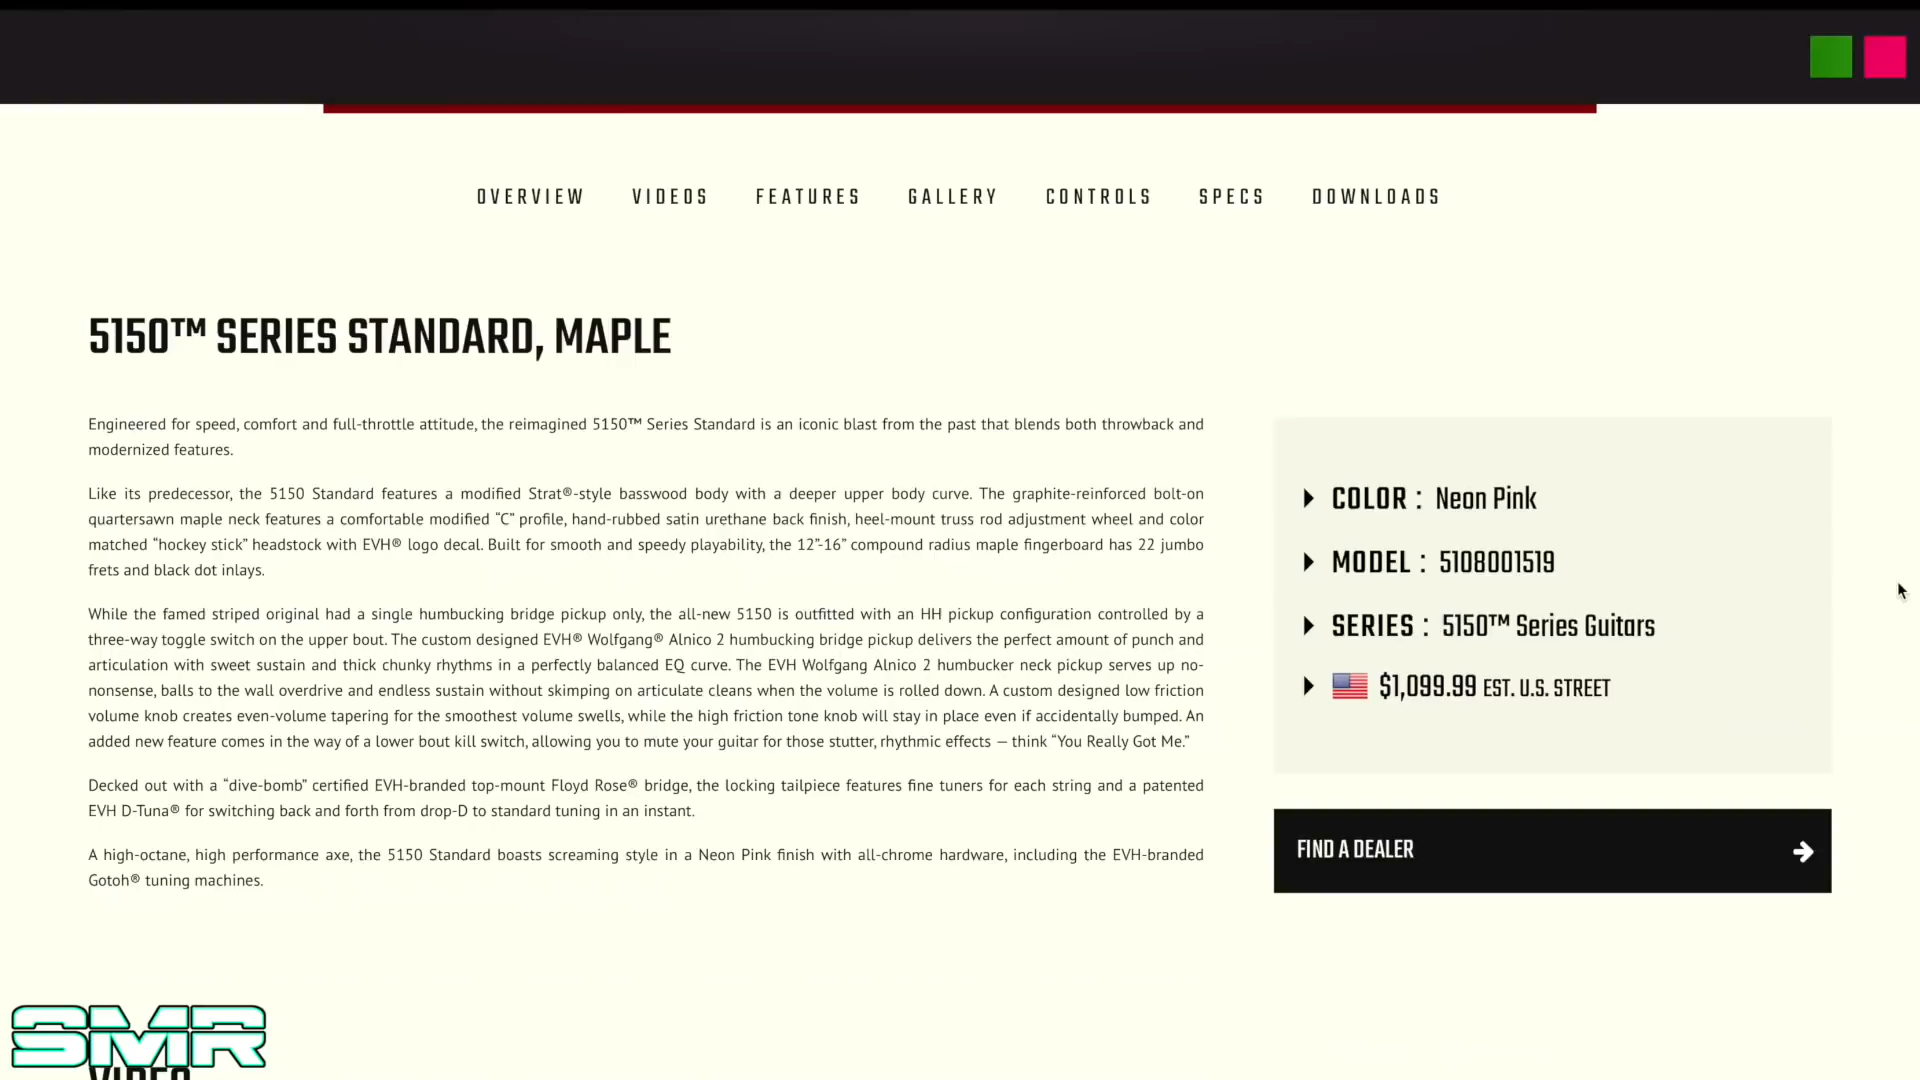 OVERVIEW VIDEOS FEATURES GALLERY CONTROLS SPECS DOWNLOADS
5150™ SERIES STANDARD, MAPLE
Engineered for speed, comfort and full-throttle attitude, the reimagined 5150™ Series Standard is an iconic blast from the past that blends both throwback and
modernized features.
Like its predecessor, the 5150 Standard features a modified Strat®-style basswood body with a deeper upper body curve. The graphite-reinforced bolt-on
quartersawn maple neck features a comfortable modified “C” profile, hand-rubbed satin urethane back finish, heel-mount truss rod adjustment wheel and color
matched “hockey stick” headstock with EVH® logo decal. Built for smooth and speedy playability, the 12”-16” compound radius maple fingerboard has 22 jumbo
frets and black dot inlays.
While the famed striped original had a single humbucking bridge pickup only, the all-new 5150 is outfitted with an HH pickup configuration controlled by a
three-way toggle switch on the upper bout. The custom designed EVH® Wolfgang® Alnico 2 humbucking bridge pickup delivers the perfect amount of punch and
articulation with sweet sustain and thick chunky rhythms in a perfectly balanced EQ curve. The EVH Wolfgang Alnico 2 humbucker neck pickup serves up no-
nonsense, balls to the wall overdrive and endless sustain without skimping on articulate cleans when the volume is rolled down. A custom designed low friction
volume knob creates even-volume tapering for the smoothest volume swells, while the high friction tone knob will stay in place even if accidentally bumped. An
added new feature comes in the way of a lower bout kill switch, allowing you to mute your guitar for those stutter, rhythmic effects — think “You Really Got Me.”
Decked out with a “dive-bomb” certified EVH-branded top-mount Floyd Rose® bridge, the locking tailpiece features fine tuners for each string and a patented
EVH D-Tuna® for switching back and forth from drop-D to standard tuning in an instant.
A high-octane, high performance axe, the 5150 Standard boasts screaming style in a Neon Pink finish with all-chrome hardware, including the EVH-branded
Gotoh® tuning machines.
COLOR : Neon Pink
MODEL : 5108001519
SERIES : 5150™ Series Guitars
$1,099.99 EST. U.S. STREET
FIND A DEALER
SMR
VIDEO